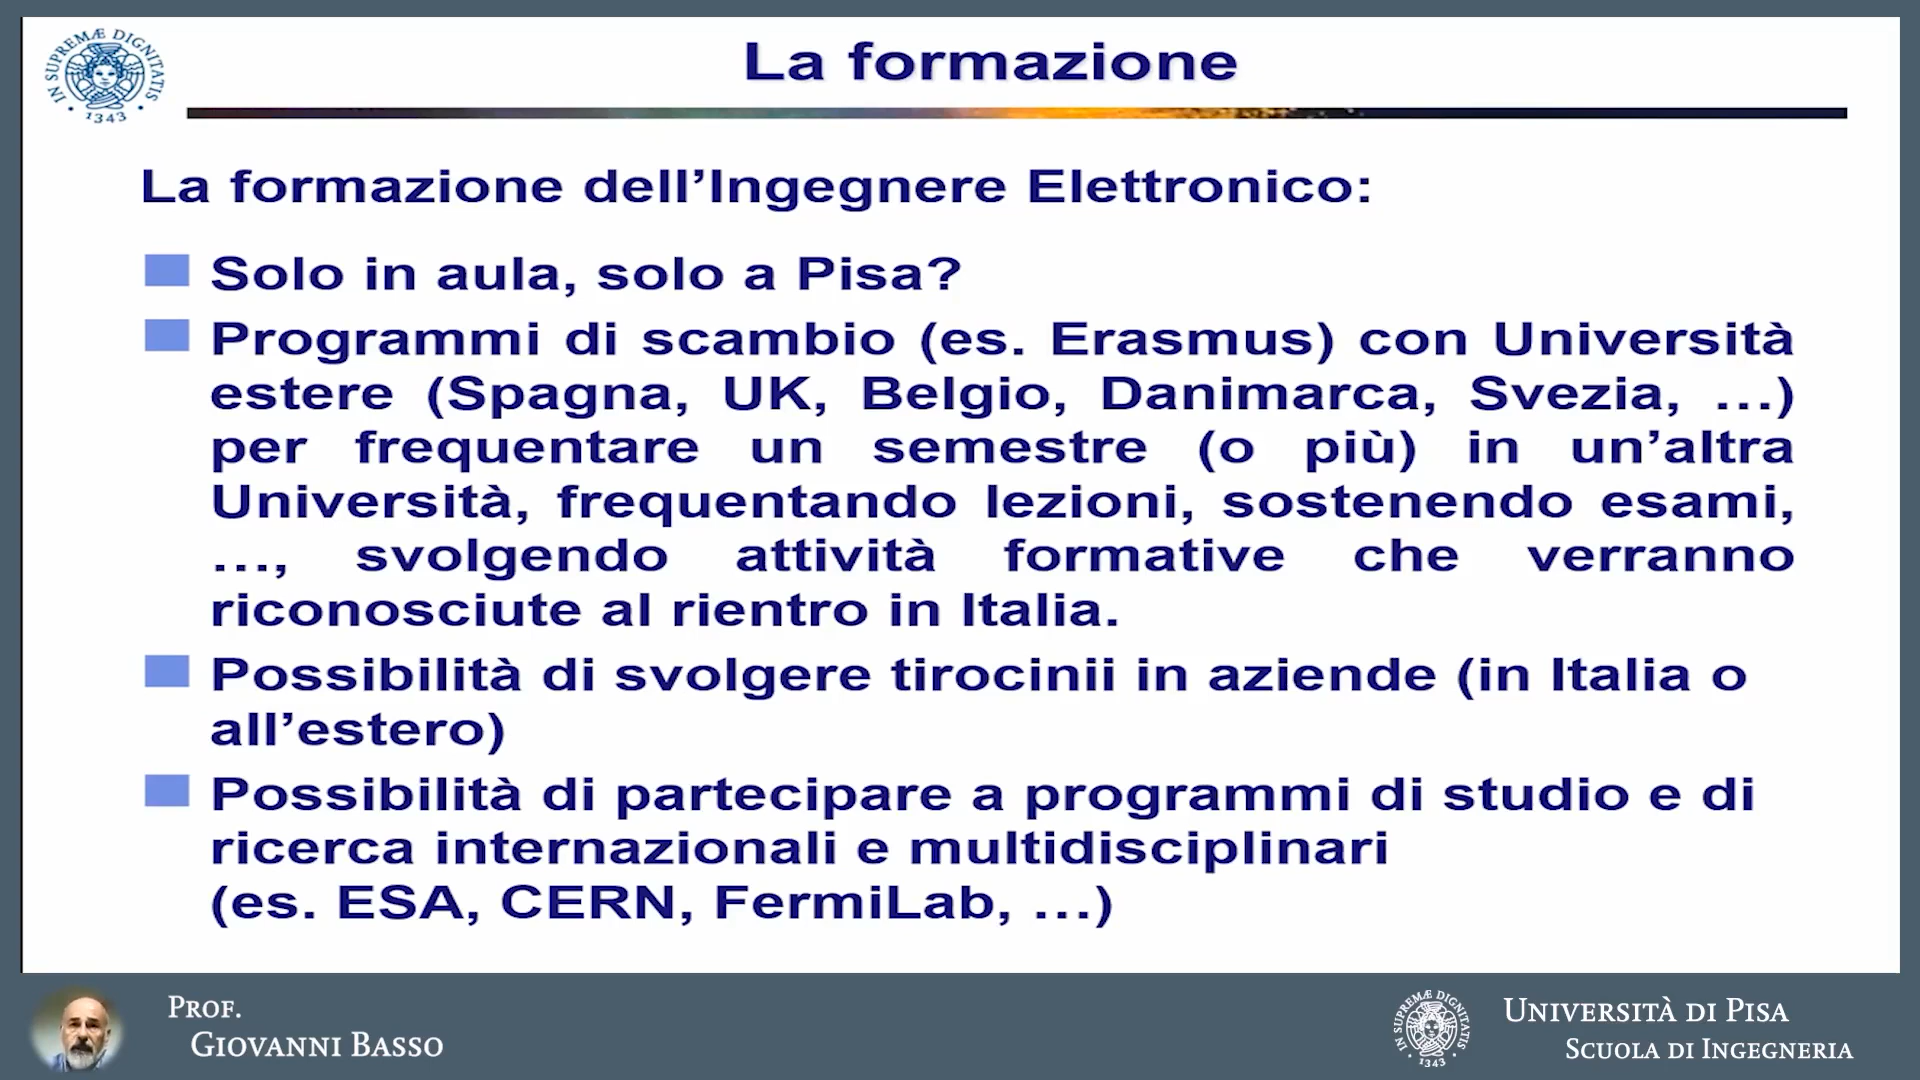 IN SUPREMÆ DIGNITATIS
• 1343 •
La formazione
La formazione dell’Ingegnere Elettronico:
Solo in aula, solo a Pisa?
Programmi di scambio (es. Erasmus) con Università
estere (Spagna, UK, Belgio, Danimarca, Svezia, …)
per frequentare un semestre (o più) in un’altra
Università, frequentando lezioni, sostenendo esami,
…, svolgendo attività formative che verranno
riconosciute al rientro in Italia.
Possibilità di svolgere tirocinii in aziende (in Italia o
all’estero)
Possibilità di partecipare a programmi di studio e di
ricerca internazionali e multidisciplinari
(es. ESA, CERN, FermiLab, …)
Prof.
Giovanni Basso
IN SUPREMÆ DIGNITATIS
• 1343 •
Università di Pisa
Scuola di Ingegneria